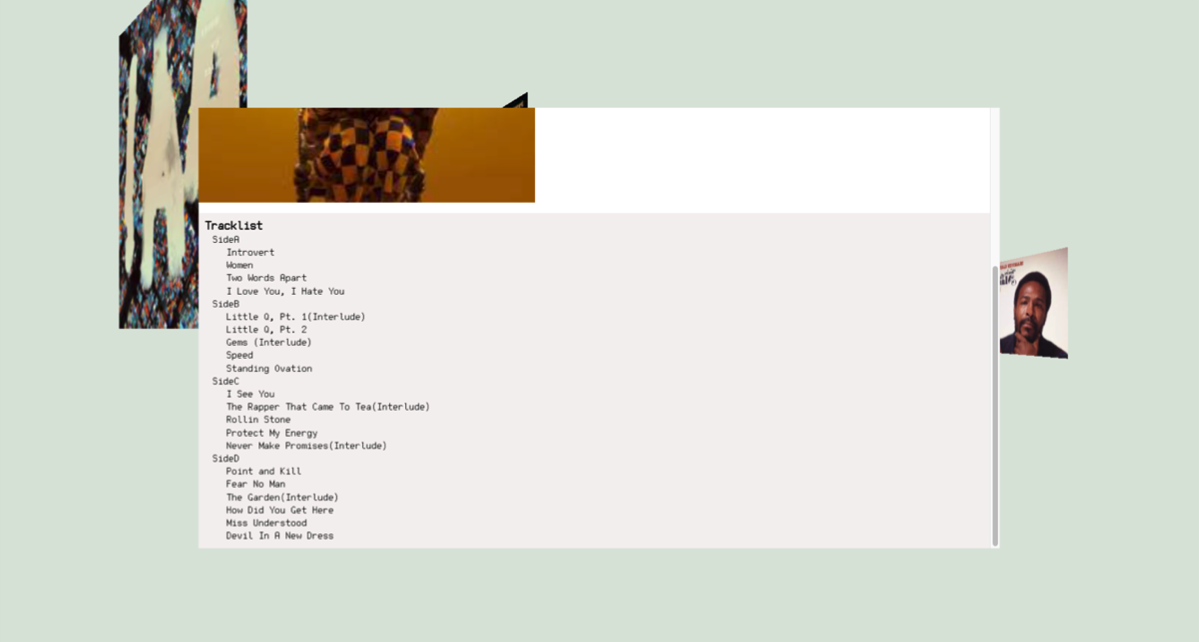 Tracklist
SideA
Introvert
Women
Two Words Apart
I Love You, I Hate You
SideB
Little Q, Pt. 1(Interlude)
Little Q, Pt. 2
Gems (Interlude)
Speed
Standing Ovation
SideC
I See You
The Rapper That Came To Tea(Interlude)
Rollin Stone
Protect My Energy
Never Make Promises(Interlude)
SideD
Point and Kill
Fear No Man
The Garden(Interlude)
How Did You Get Here
Miss Understood
Devil In A New Dress